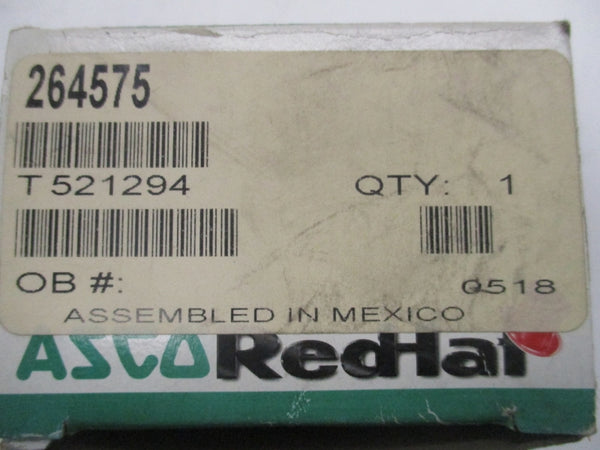 264575
T 521294 QTY: 1
OB #: 0518
ASSEMBLED IN MEXICO
ASCO RedHat